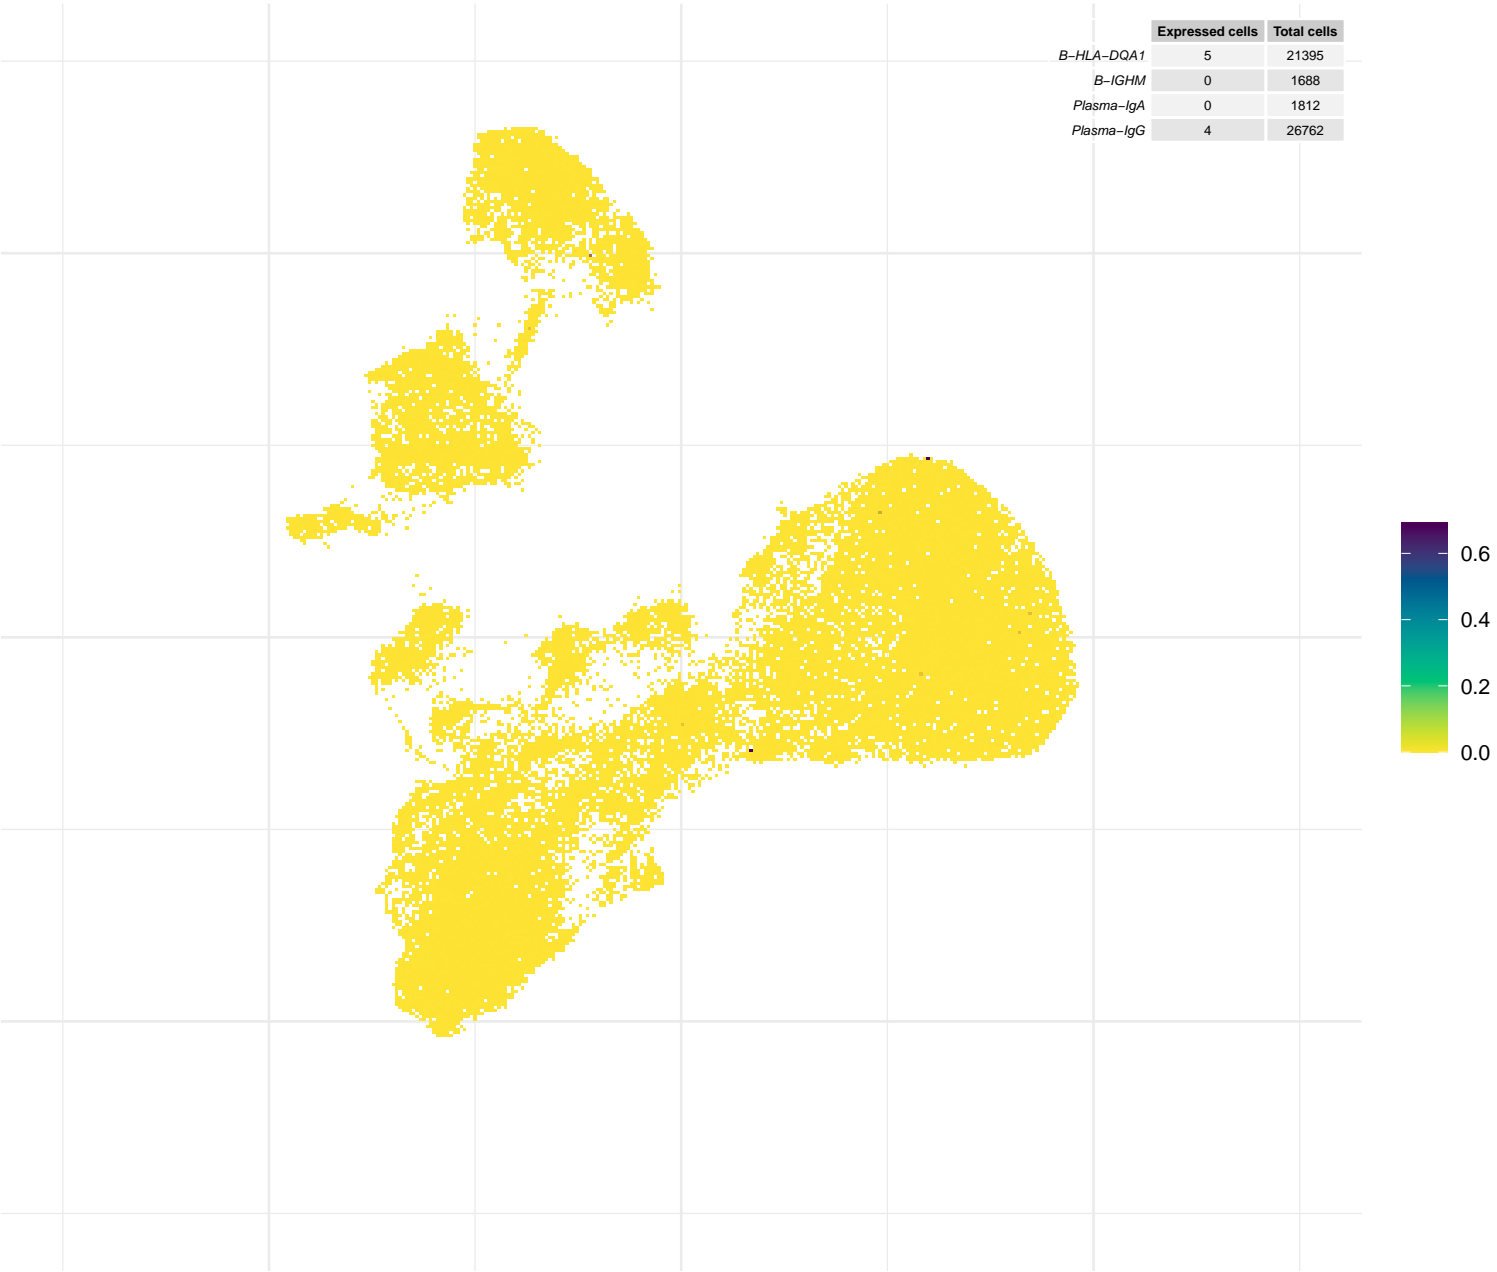 Expressed cells Total cells
B–HLA–DQA1 5 21395
B–IGHM 0 1688
Plasma–IgA 0 1812
Plasma–IgG 4 26762
0.6
0.4
0.2
0.0